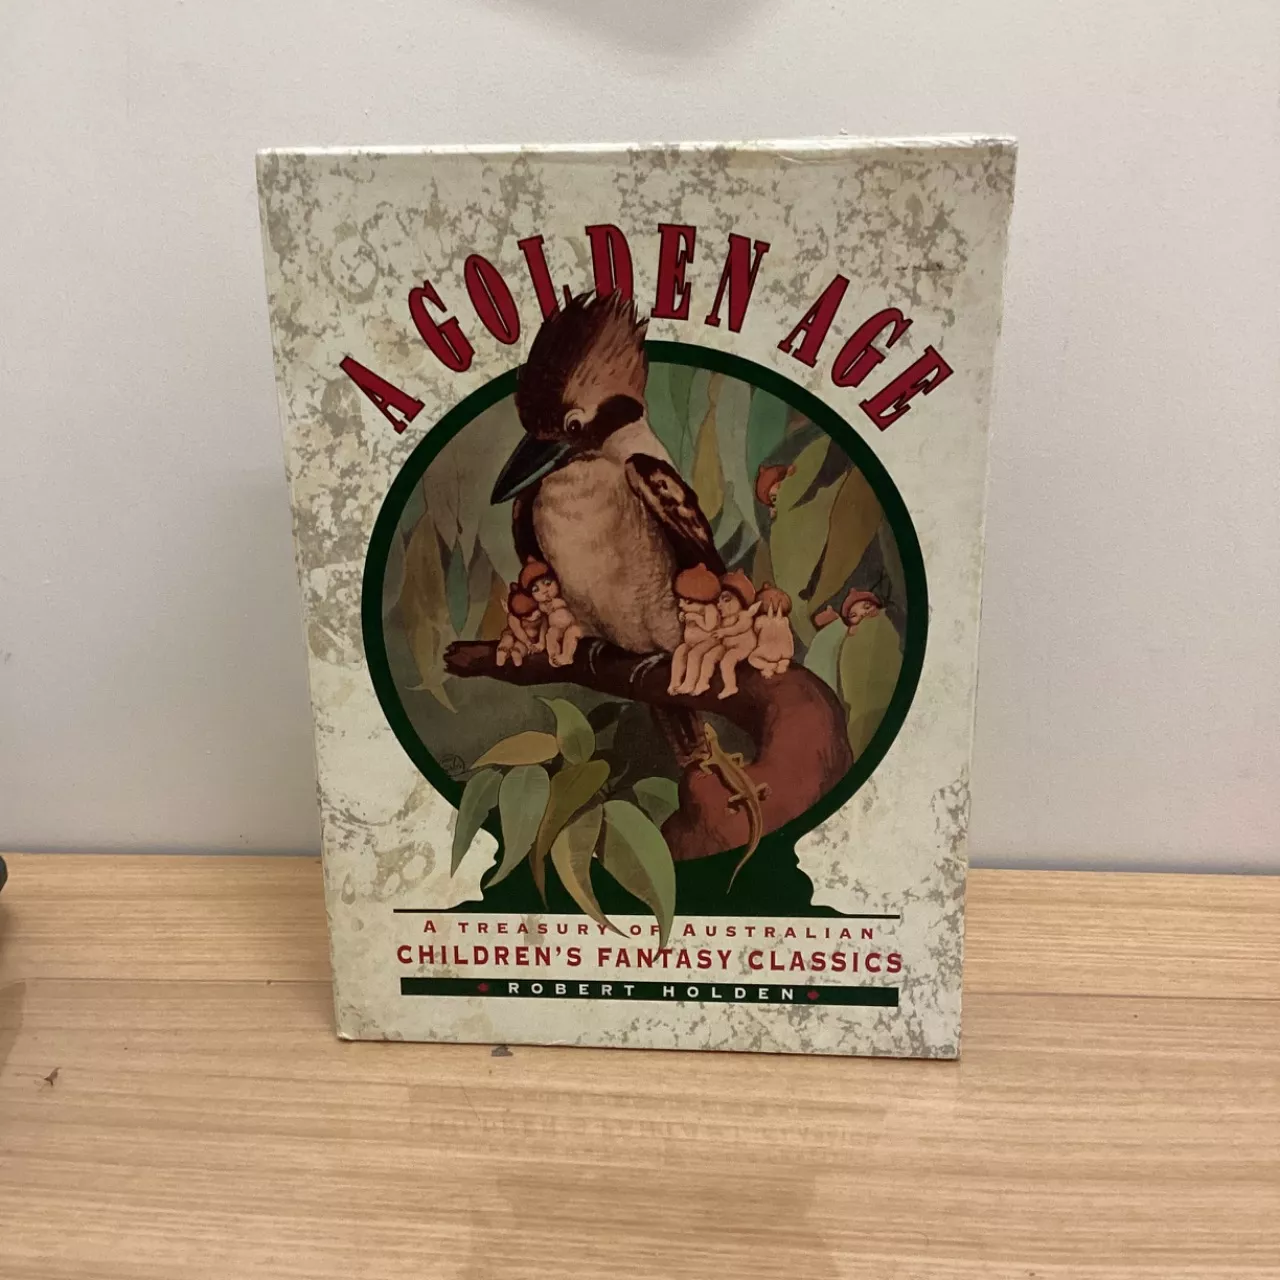 A GOLDEN AGE
A TREASURY OF AUSTRALIAN
CHILDREN'S FANTASY CLASSICS
ROBERT HOLDEN